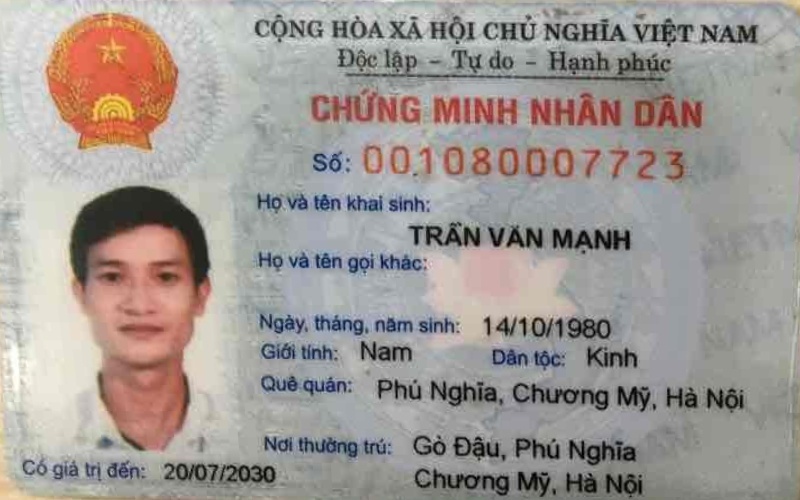 CỘNG HÒA XÃ HỘI CHỦ NGHĨA VIỆT NAM
Độc lập - Tự do - Hạnh phúc
CHỨNG MINH NHÂN DÂN
Số: 001080007723
Họ và tên khai sinh:
TRẦN VĂN MẠNH
Họ và tên gọi khác:
Ngày, tháng, năm sinh: 14/10/1980
Giới tính: Nam Dân tộc: Kinh
Quê quán: Phú Nghĩa, Chương Mỹ, Hà Nội
Nơi thường trú: Gò Đậu, Phú Nghĩa
Chương Mỹ, Hà Nội
Có giá trị đến: 20/07/2030